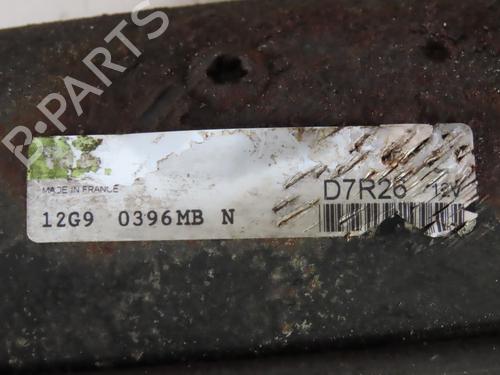 B-PARTS
MADE IN FRANCE
D7R26 12V
12G9 0396MB N